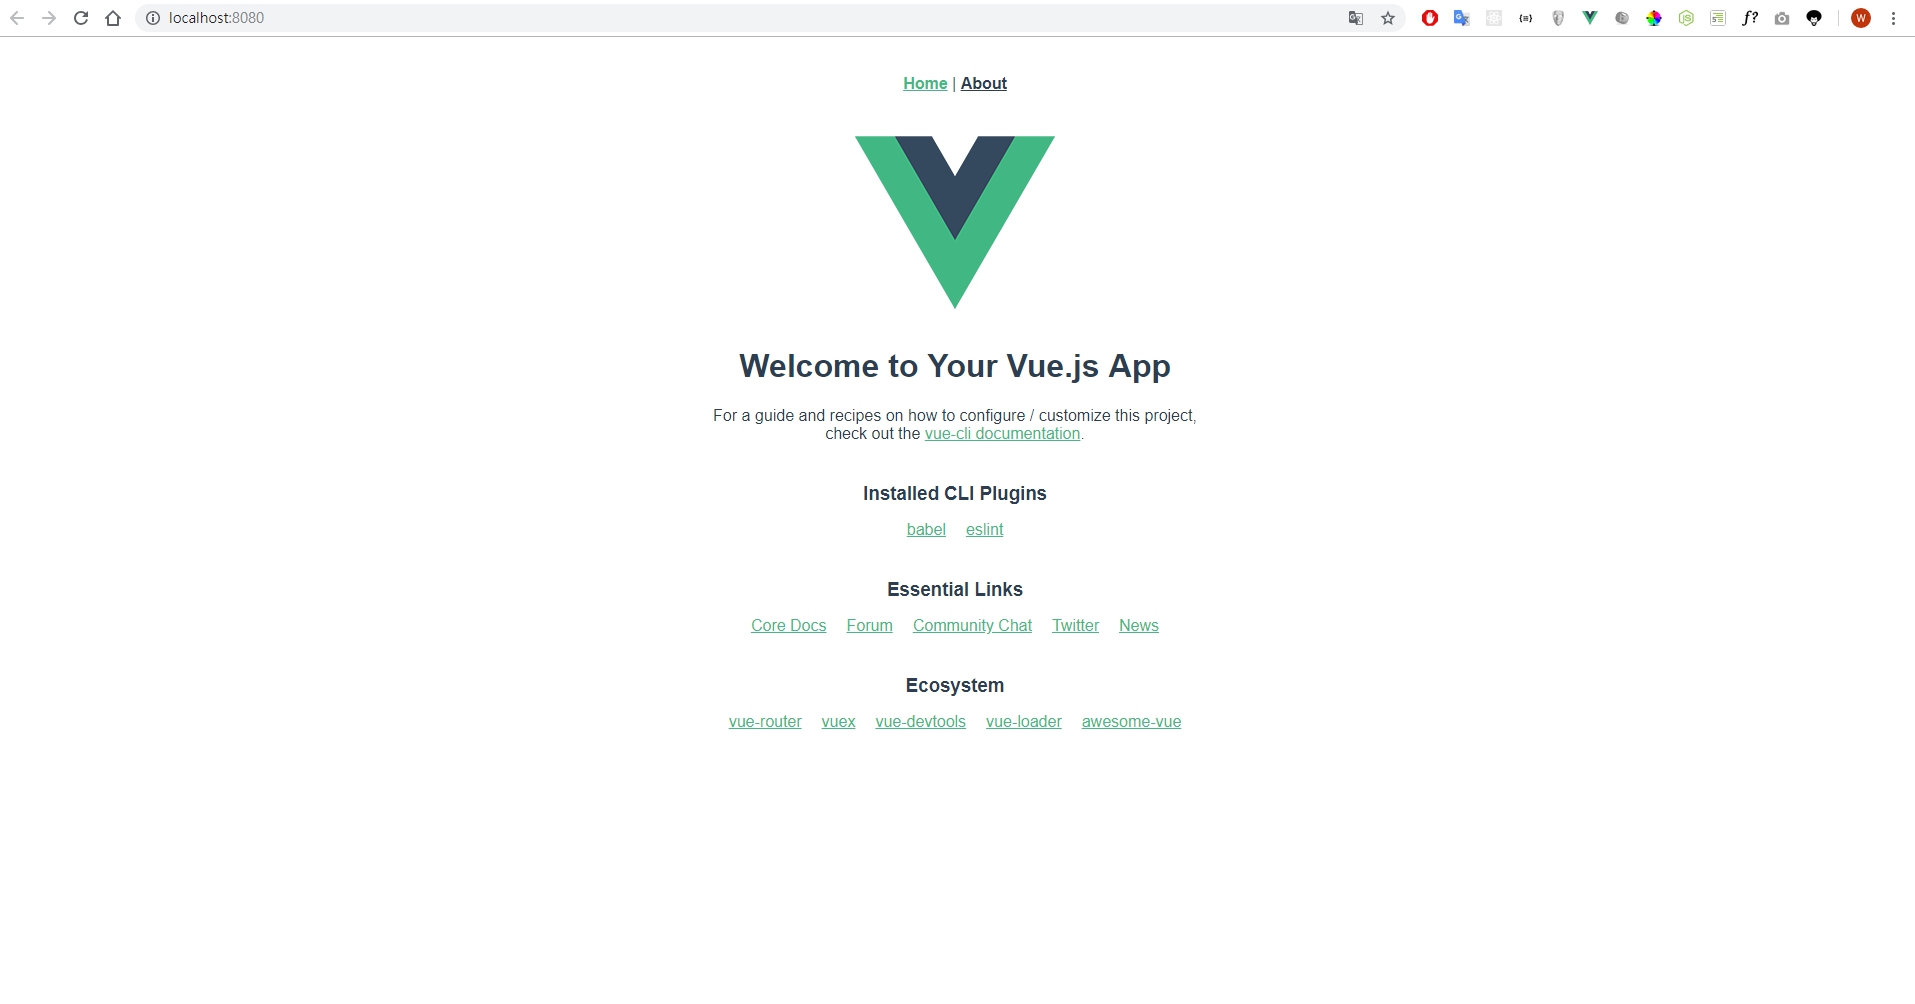 localhost:8080
Home | About
Welcome to Your Vue.js App
For a guide and recipes on how to configure / customize this project,
check out the vue-cli documentation.
Installed CLI Plugins
babel eslint
Essential Links
Core Docs Forum Community Chat Twitter News
Ecosystem
vue-router vuex vue-devtools vue-loader awesome-vue